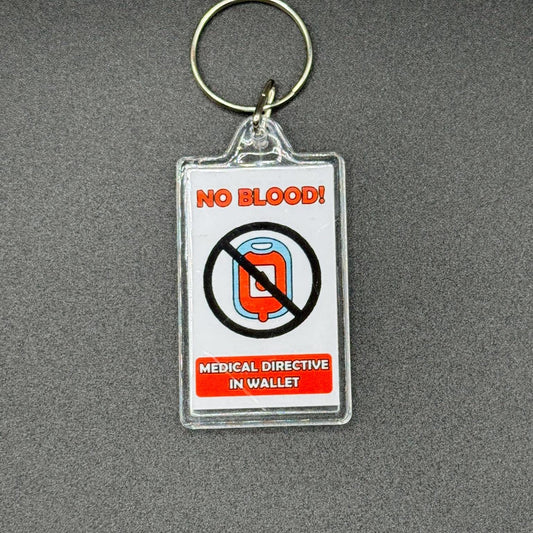 NO BLOOD!
MEDICAL DIRECTIVE
IN WALLET